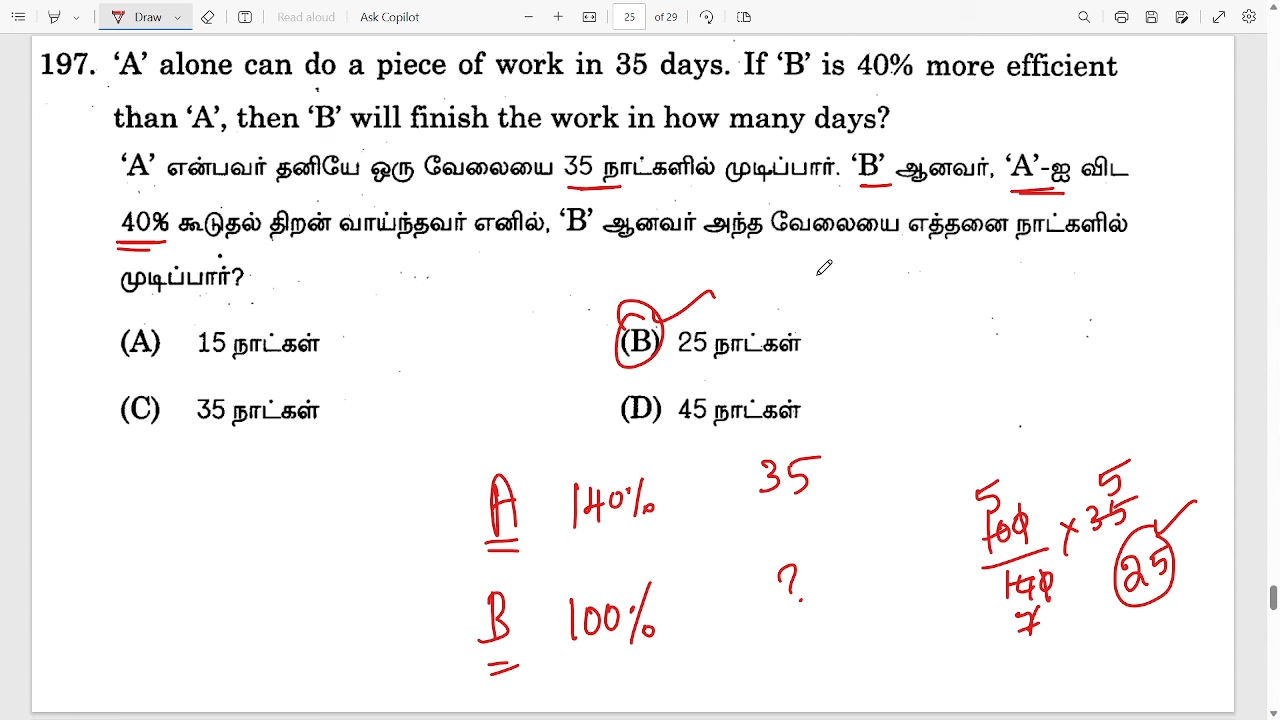 Draw
Read aloud
Ask Copilot
25 of 29
197. ‘A’ alone can do a piece of work in 35 days. If ‘B’ is 40% more efficient
than ‘A’, then ‘B’ will finish the work in how many days?
‘A’ என்பவர் தனியே ஒரு வேலையை 35 நாட்களில் முடிப்பார். ‘B’ ஆனவர், ‘A’-ஐ விட
40% கூடுதல் திறன் வாய்ந்தவர் எனில், ‘B’ ஆனவர் அந்த வேலையை எத்தனை நாட்களில்
முடிப்பார்?
(A) 15 நாட்கள்
(B) 25 நாட்கள்
(C) 35 நாட்கள்
(D) 45 நாட்கள்
A 140% 35
B 100% ?
5 5
100 × 35
140 25
7